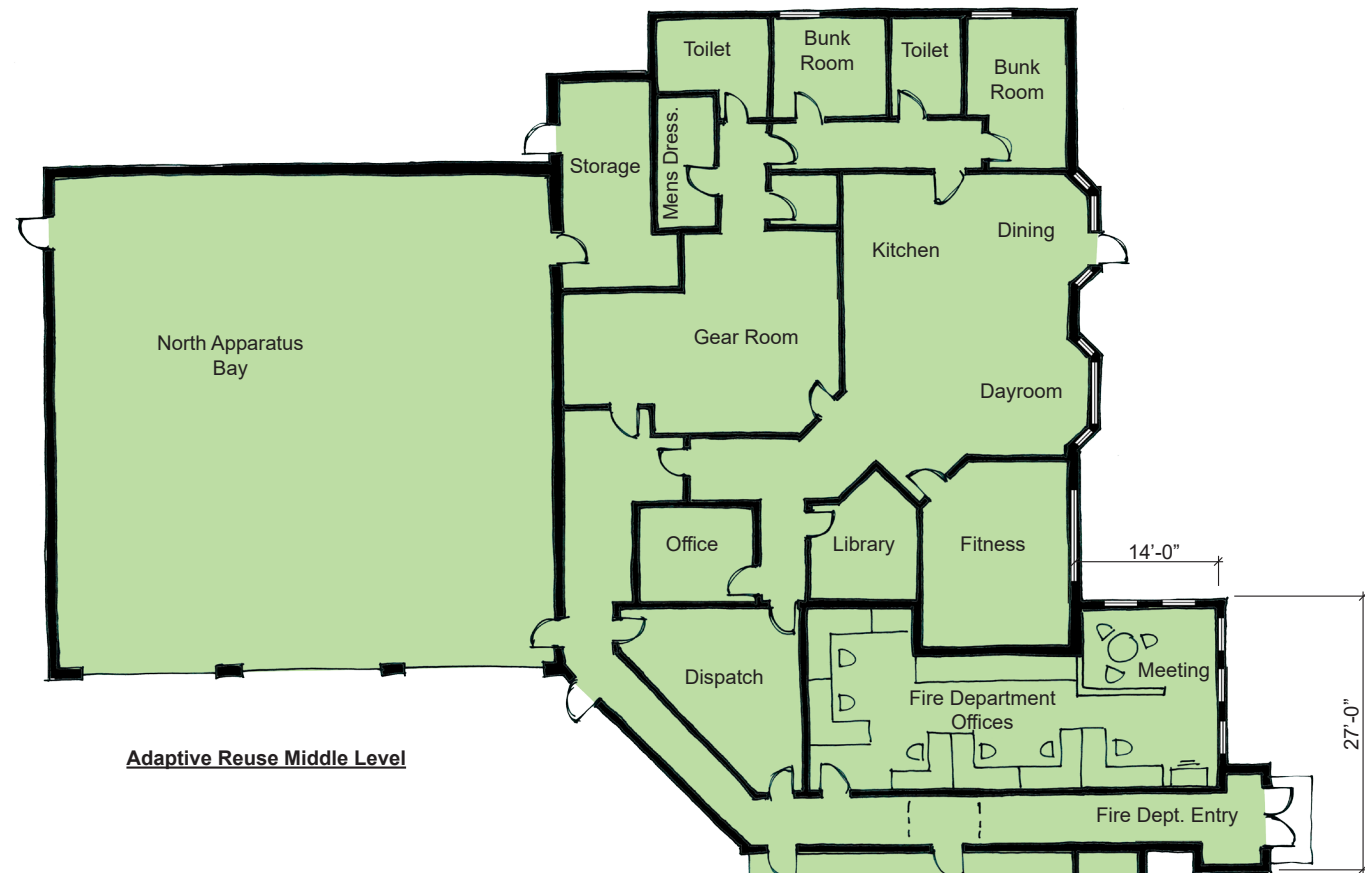 Toilet
Bunk
Room
Toilet
Bunk
Room
Storage
Mens Dress.
Kitchen
Dining
North Apparatus
Bay
Gear Room
Dayroom
Office
Library
Fitness
14’-0”
Dispatch
Meeting
Fire Department
Offices
27’-0”
Adaptive Reuse Middle Level
Fire Dept. Entry